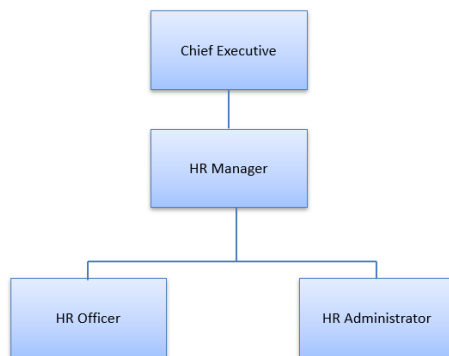 Chief Executive
HR Manager
HR Officer
HR Administrator